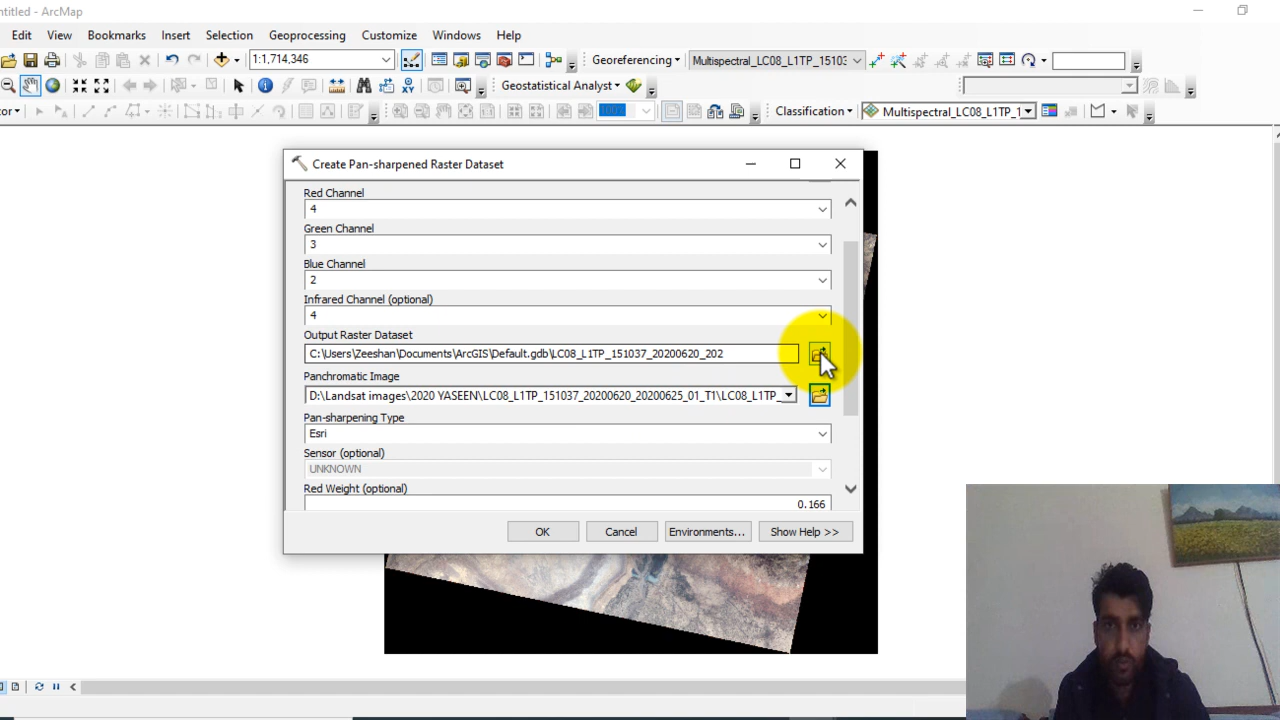 ntitled - ArcMap
Edit View Bookmarks Insert Selection Geoprocessing Customize Windows Help
1:1,714,346 Georeferencing Multispectral_LC08_L1TP_15103
Geostatistical Analyst
tor Classification Multispectral_LC08_L1TP_1
Create Pan-sharpened Raster Dataset
Red Channel
4
Green Channel
3
Blue Channel
2
Infrared Channel (optional)
4
Output Raster Dataset
C:\Users\Zeeshan\Documents\ArcGIS\Default.gdb\LC08_L1TP_151037_20200620_202
Panchromatic Image
D:\Landsat images\2020 YASEEN\LC08_L1TP_151037_20200620_20200625_01_T1\LC08_L1TP_
Pan-sharpening Type
Esri
Sensor (optional)
UNKNOWN
Red Weight (optional)
0.166
OK Cancel Environments... Show Help >>